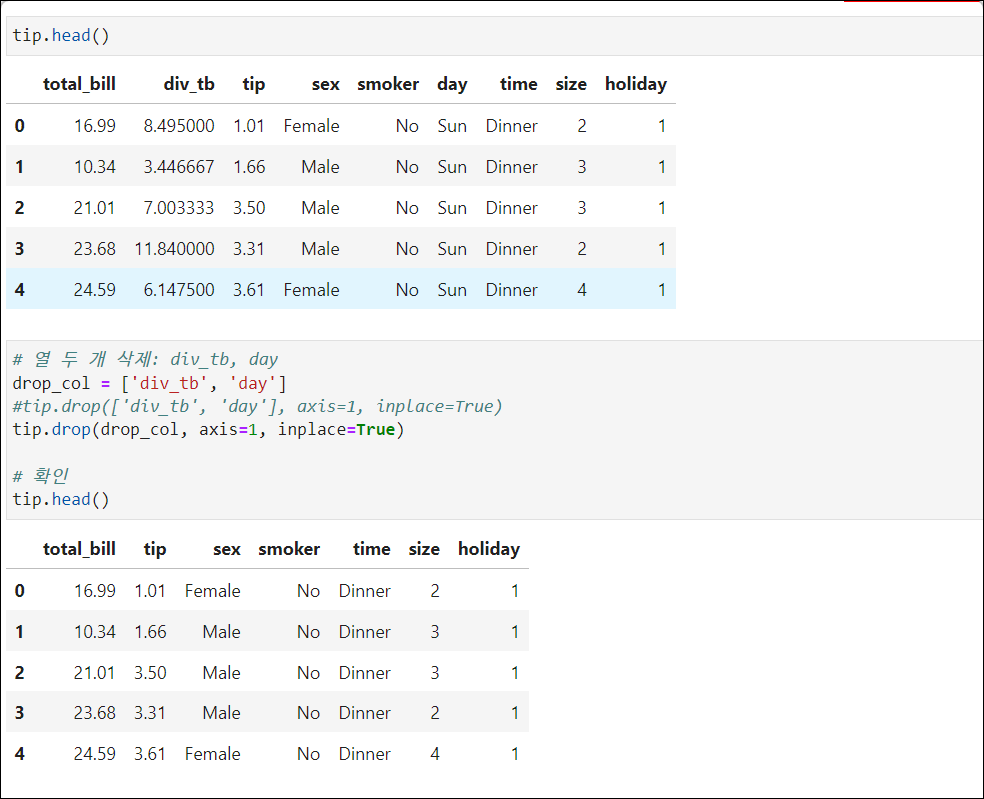 tip.head()
total_bill div_tb tip sex smoker day time size holiday
0 16.99 8.495000 1.01 Female No Sun Dinner 2 1
1 10.34 3.446667 1.66 Male No Sun Dinner 3 1
2 21.01 7.003333 3.50 Male No Sun Dinner 3 1
3 23.68 11.840000 3.31 Male No Sun Dinner 2 1
4 24.59 6.147500 3.61 Female No Sun Dinner 4 1
# 열 두 개 삭제: div_tb, day
drop_col = ['div_tb', 'day']
#tip.drop(['div_tb', 'day'], axis=1, inplace=True)
tip.drop(drop_col, axis=1, inplace=True)
# 확인
tip.head()
total_bill tip sex smoker time size holiday
0 16.99 1.01 Female No Dinner 2 1
1 10.34 1.66 Male No Dinner 3 1
2 21.01 3.50 Male No Dinner 3 1
3 23.68 3.31 Male No Dinner 2 1
4 24.59 3.61 Female No Dinner 4 1